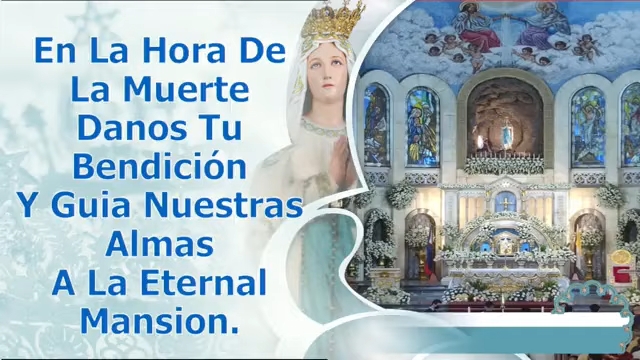 En La Hora De
La Muerte
Danos Tu
Bendición
Y Guia Nuestras
Almas
A La Eternal
Mansion.